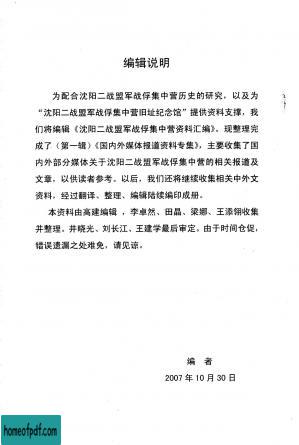 编辑说明
为配合沈阳二战盟军战俘集中营历史的研究，以及为
“沈阳二战盟军战俘集中营旧址纪念馆”提供资料支撑，我
们将编辑《沈阳二战盟军战俘集中营资料汇编》。现整理完
成了《第一辑》《国内外媒体报道资料专集》，主要收集了国
内外部分媒体关于沈阳二战盟军战俘集中营的相关报道及
文章，以供读者参考。以后，我们还将继续收集相关中外文
资料，经过翻译、整理、编辑陆续编印成册。
本资料由高建编辑，李卓然、田晶、梁娜、王添翎收集
并整理。井晓光、刘长江、王建学最后审定。由于时间仓促，
错误遗漏之处难免，请见谅。
编 者
2007 年 10 月 30 日
homeofpdf.com